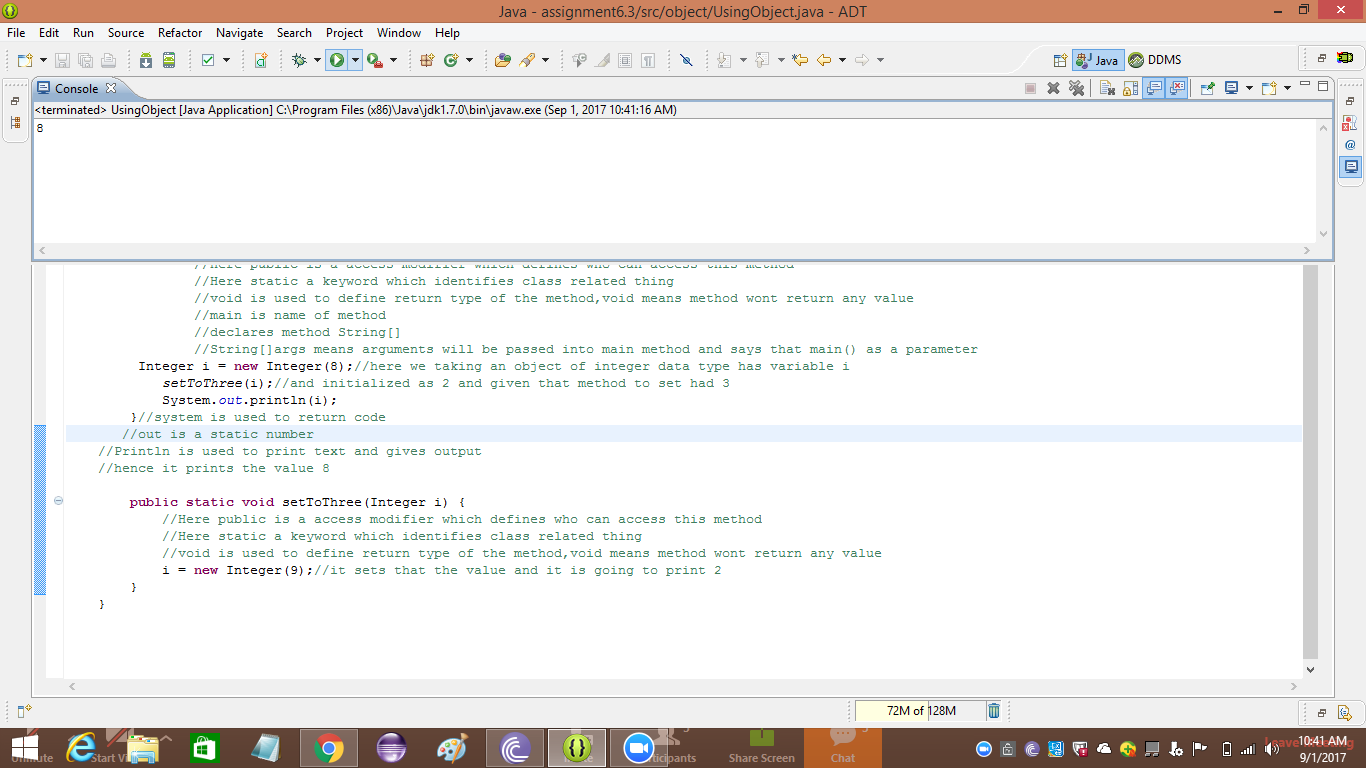 Java - assignment6.3/src/object/UsingObject.java - ADT
File Edit Run Source Refactor Navigate Search Project Window Help
Java DDMS
Console
<terminated> UsingObject [Java Application] C:\Program Files (x86)\Java\jdk1.7.0\bin\javaw.exe (Sep 1, 2017 10:41:16 AM)
8
//Here public is a access modifier which defines who can access this method
//Here static a keyword which identifies class related thing
//void is used to define return type of the method,void means method wont return any value
//main is name of method
//declares method String[]
//String[]args means arguments will be passed into main method and says that main() as a parameter
Integer i = new Integer(8);//here we taking an object of integer data type has variable i
setToThree(i);//and initialized as 2 and given that method to set had 3
System.out.println(i);
}//system is used to return code
//out is a static number
//Println is used to print text and gives output
//hence it prints the value 8
public static void setToThree(Integer i) {
//Here public is a access modifier which defines who can access this method
//Here static a keyword which identifies class related thing
//void is used to define return type of the method,void means method wont return any value
i = new Integer(9);//it sets that the value and it is going to print 2
}
}
72M of 128M
Share Screen
Chat
10:41 AM
9/1/2017